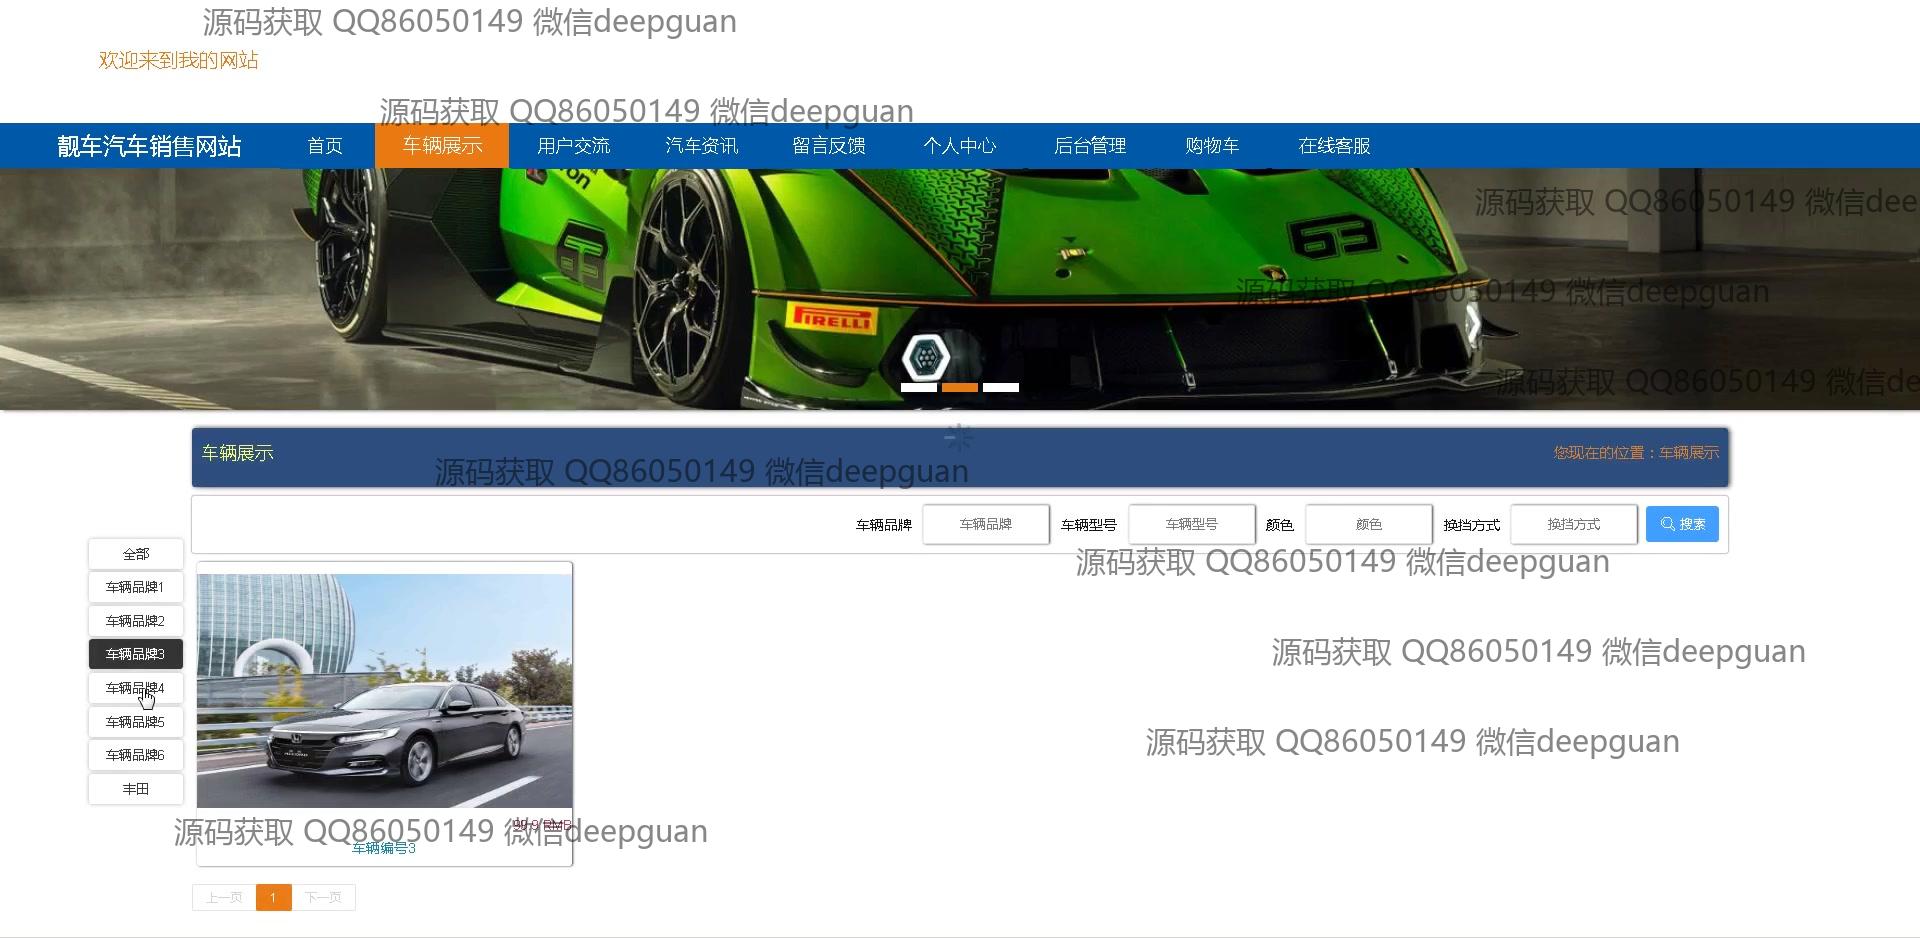 源码获取 QQ86050149 微信deepguan
欢迎来到我的网站
源码获取 QQ86050149 微信deepguan
靓车汽车销售网站 首页 车辆展示 用户交流 汽车资讯 留言反馈 个人中心 后台管理 购物车 在线客服
源码获取 QQ86050149 微信dee
63
63
源码获取 QQ86050149 微信deepguan
PIRELLI
源码获取 QQ86050149 微信de
车辆展示 您现在的位置：车辆展示
源码获取 QQ86050149 微信deepguan
车辆品牌 车辆品牌 车辆型号 车辆型号 颜色 颜色 换挡方式 换挡方式 搜索
源码获取 QQ86050149 微信deepguan
全部
车辆品牌1
车辆品牌2
车辆品牌3
车辆品牌4
车辆品牌5
车辆品牌6
丰田
源码获取 QQ86050149 微信deepguan
源码获取 QQ86050149 微信deepguan
99.9 RMB
源码获取 QQ86050149 微信deepguan
车辆编号3
上一页 1 下一页